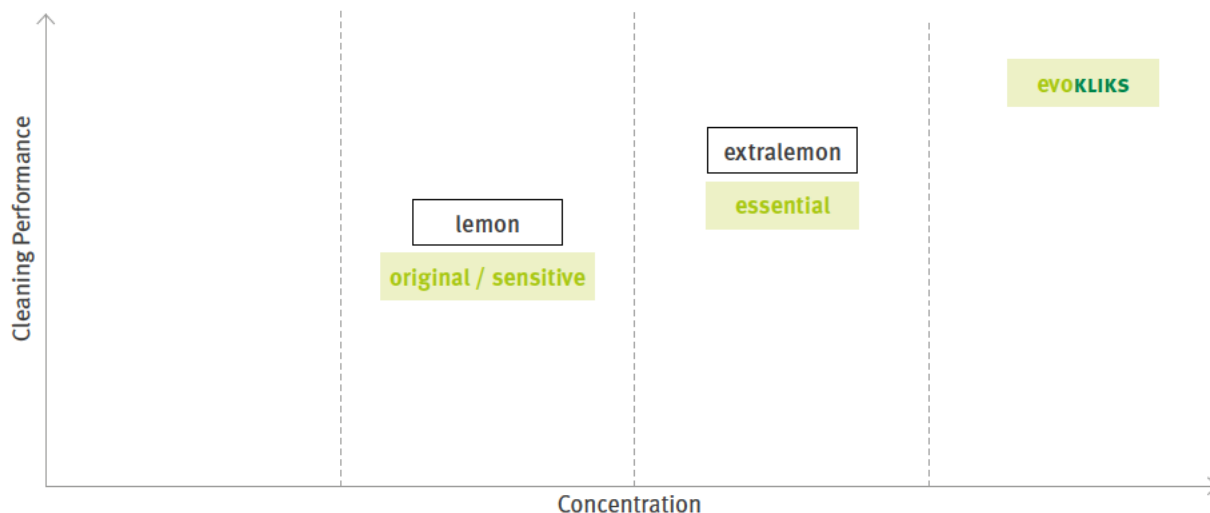 Cleaning Performance
evoKLIKS
extralemon
essential
lemon
original / sensitive
Concentration